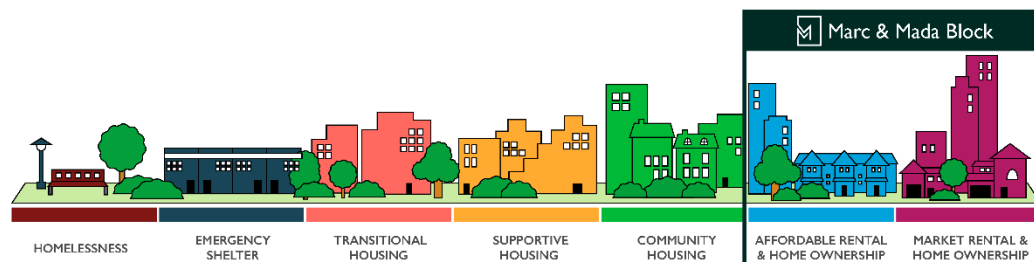 Marc & Mada Block
HOMELESSNESS
EMERGENCY
SHELTER
TRANSITIONAL
HOUSING
SUPPORTIVE
HOUSING
COMMUNITY
HOUSING
AFFORDABLE RENTAL
& HOME OWNERSHIP
MARKET RENTAL &
HOME OWNERSHIP